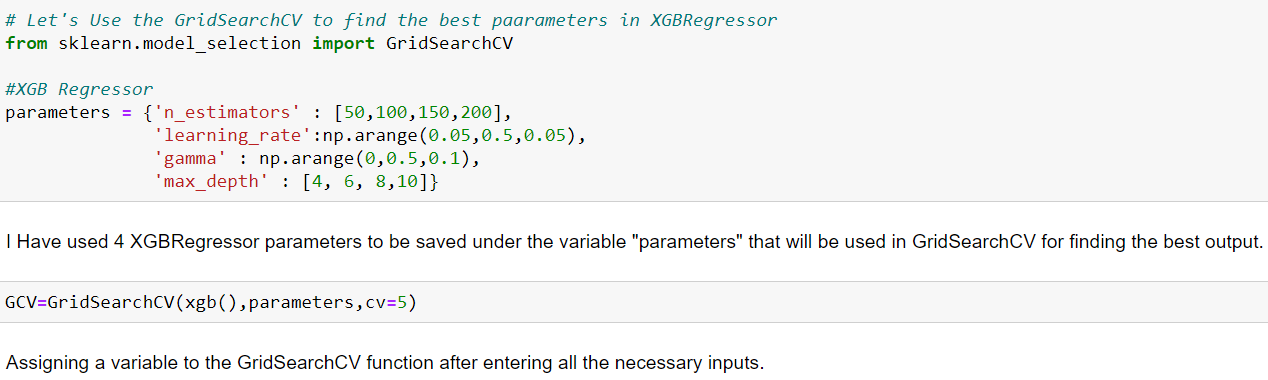 # Let's Use the GridSearchCV to find the best paarameters in XGBRegressor
from sklearn.model_selection import GridSearchCV
#XGB Regressor
parameters = {'n_estimators' : [50,100,150,200],
'learning_rate':np.arange(0.05,0.5,0.05),
'gamma' : np.arange(0,0.5,0.1),
'max_depth' : [4, 6, 8,10]}
I Have used 4 XGBRegressor parameters to be saved under the variable "parameters" that will be used in GridSearchCV for finding the best output.
GCV=GridSearchCV(xgb(),parameters,cv=5)
Assigning a variable to the GridSearchCV function after entering all the necessary inputs.